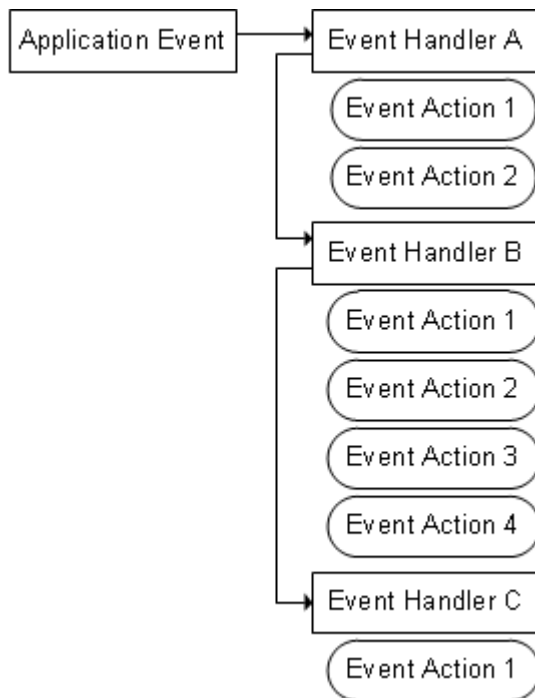 Application Event
Event Handler A
Event Action 1
Event Action 2
Event Handler B
Event Action 1
Event Action 2
Event Action 3
Event Action 4
Event Handler C
Event Action 1